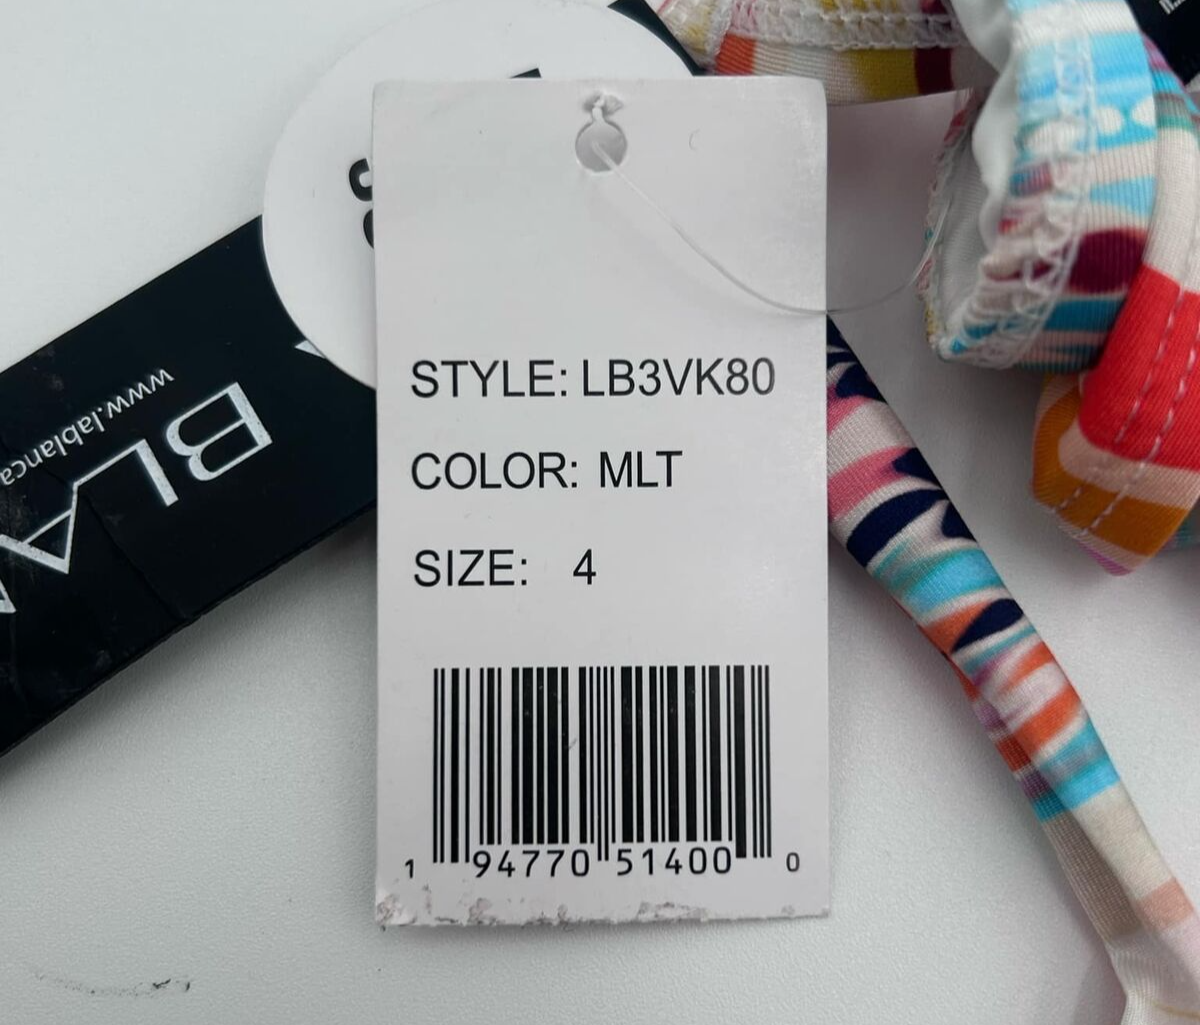 STYLE: LB3VK80
COLOR: MLT
SIZE: 4
1 94770 51400 0
www.lablanca
BLA